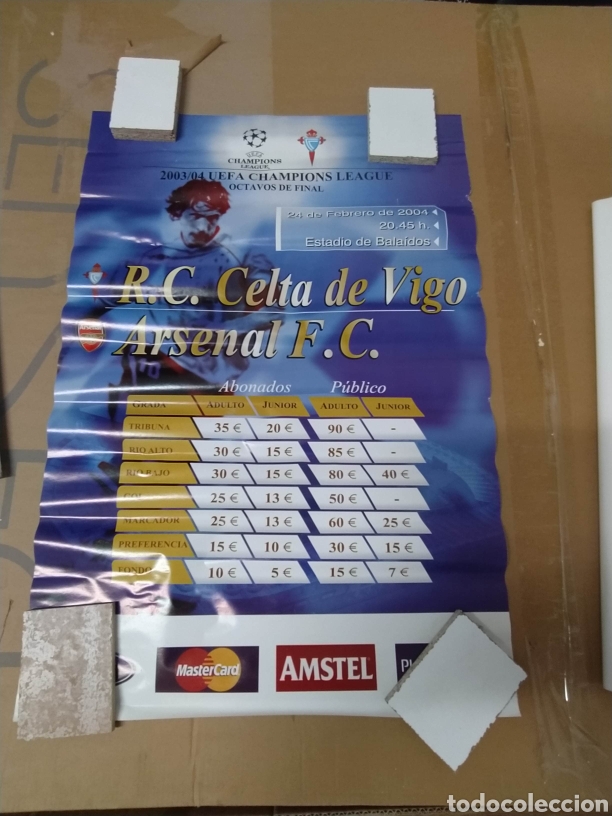 UEFA
CHAMPIONS
LEAGUE
2003/04 UEFA CHAMPIONS LEAGUE
OCTAVOS DE FINAL
24 de Febrero de 2004
20.45 h.
Estadio de Balaídos
R.C. Celta de Vigo
Arsenal
Arsenal F.C.
Abonados Público
GRADA ADULTO JUNIOR ADULTO JUNIOR
TRIBUNA 35 € 20 € 90 € -
RIO ALTO 30 € 15 € 85 € -
RIO BAJO 30 € 15 € 80 € 40 €
GOL 25 € 13 € 50 € -
MARCADOR 25 € 13 € 60 € 25 €
PREFERENCIA 15 € 10 € 30 € 15 €
FONDO 10 € 5 € 15 € 7 €
MasterCard
AMSTEL
todocoleccion